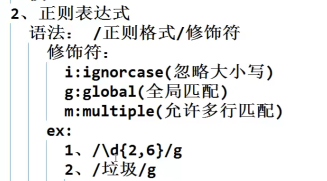 2、正则表达式
语法： /正则格式/修饰符
修饰符：
i:ignorcase(忽略大小写)
g:global(全局匹配)
m:multiple(允许多行匹配)
ex:
1、/\d{2,6}/g
2、/垃圾/g